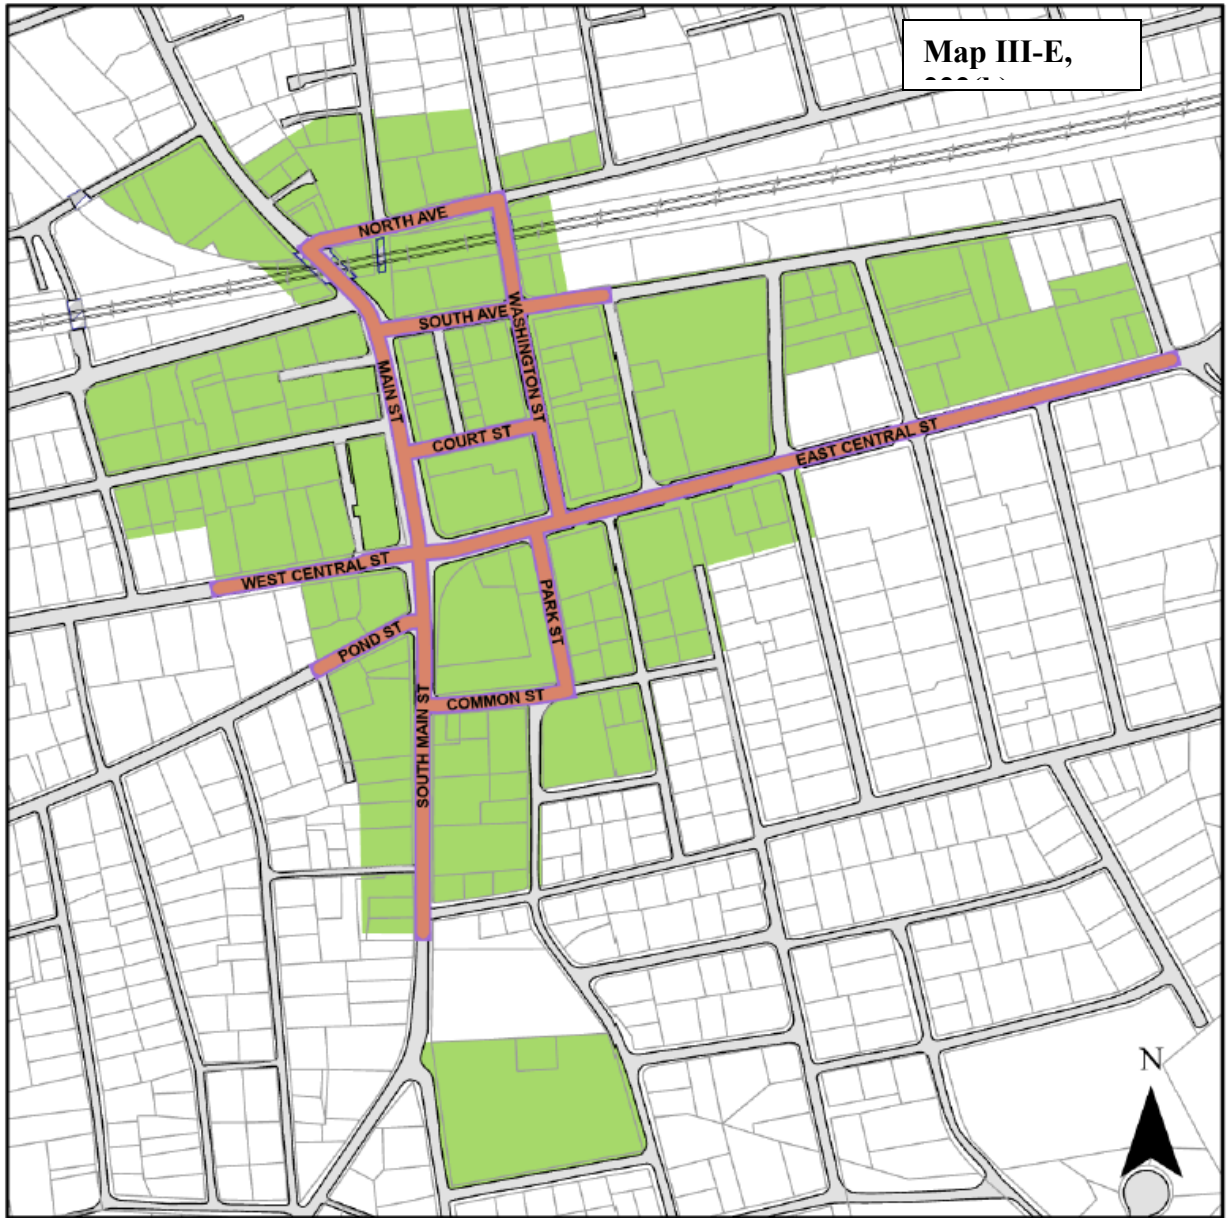 Map III-E,
NORTH AVE
SOUTH AVE
WASHINGTON ST
MAIN ST
COURT ST
EAST CENTRAL ST
WEST CENTRAL ST
PARK ST
POND ST
COMMON ST
SOUTH MAIN ST
N